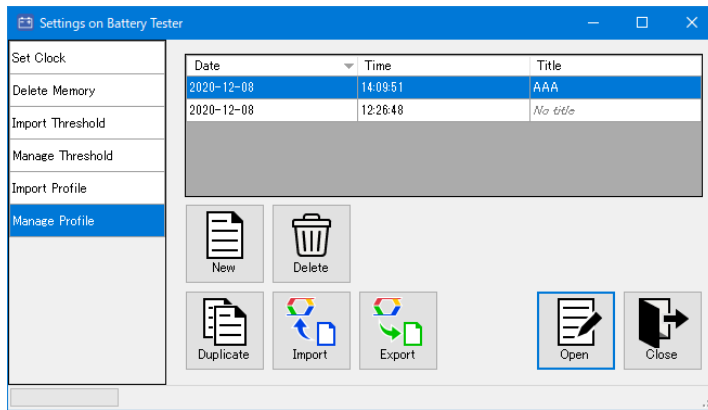 Settings on Battery Tester
Set Clock
Delete Memory
Import Threshold
Manage Threshold
Import Profile
Manage Profile
Date Time Title
2020-12-08 14:09:51 AAA
2020-12-08 12:26:48 No title
New Delete
Duplicate Import Export Open Close